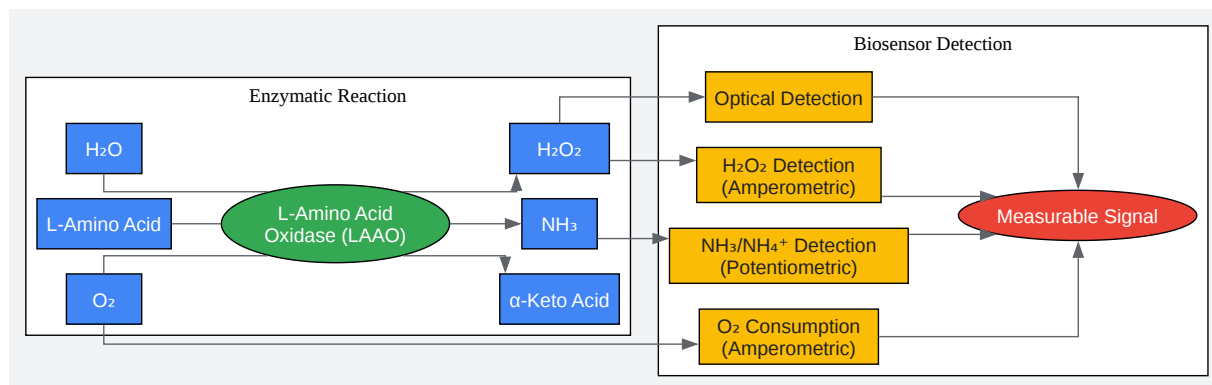 Enzymatic Reaction
H₂O
L-Amino Acid
O₂
L-Amino Acid
Oxidase (LAAO)
H₂O₂
NH₃
α-Keto Acid
Biosensor Detection
Optical Detection
H₂O₂ Detection
(Amperometric)
NH₃/NH₄⁺ Detection
(Potentiometric)
O₂ Consumption
(Amperometric)
Measurable Signal